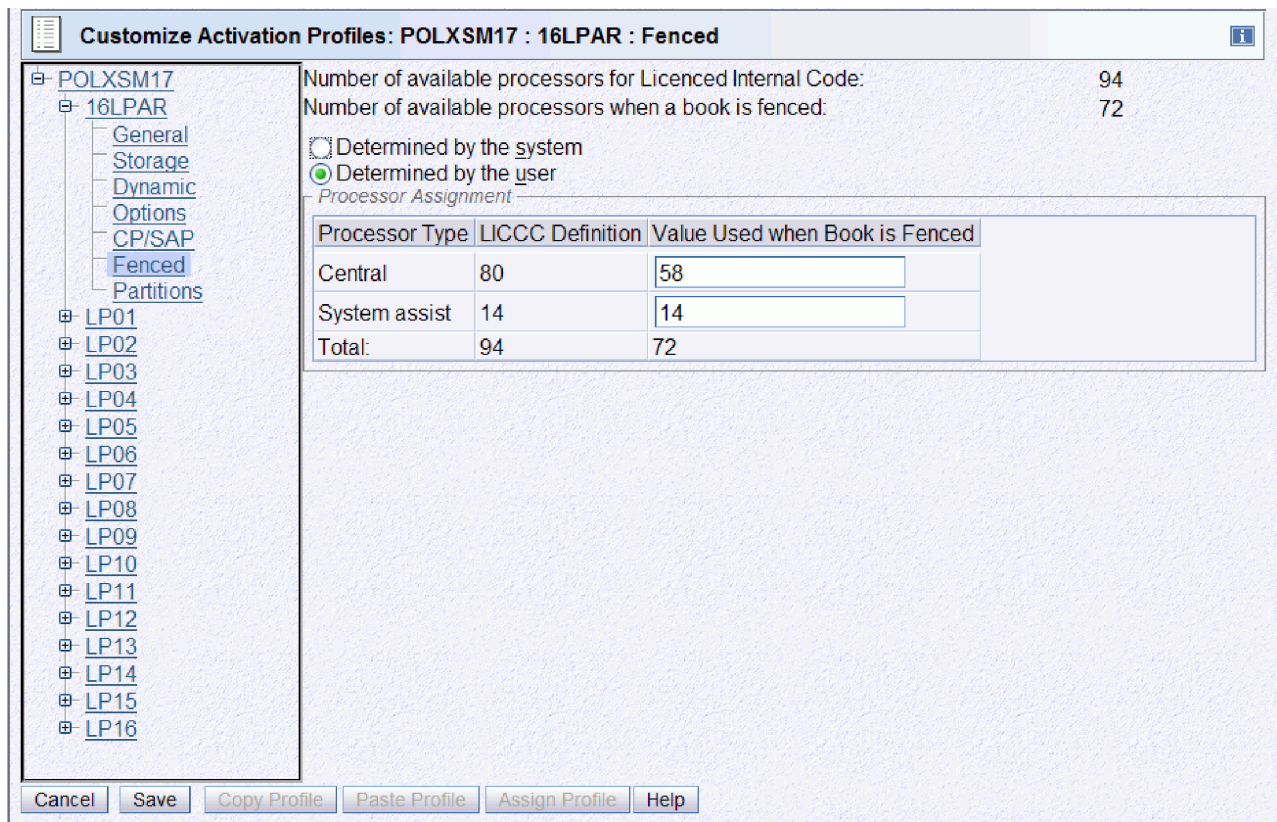 Customize Activation Profiles: POLXSM17 : 16LPAR : Fenced
i
POLXSM17
16LPAR
General
Storage
Dynamic
Options
CP/SAP
Fenced
Partitions
LP01
LP02
LP03
LP04
LP05
LP06
LP07
LP08
LP09
LP10
LP11
LP12
LP13
LP14
LP15
LP16
Number of available processors for Licenced Internal Code: 94
Number of available processors when a book is fenced: 72
Determined by the system
Determined by the user
Processor Assignment
Processor Type LICCC Definition Value Used when Book is Fenced
Central 80 58
System assist 14 14
Total: 94 72
Cancel Save Copy Profile Paste Profile Assign Profile Help